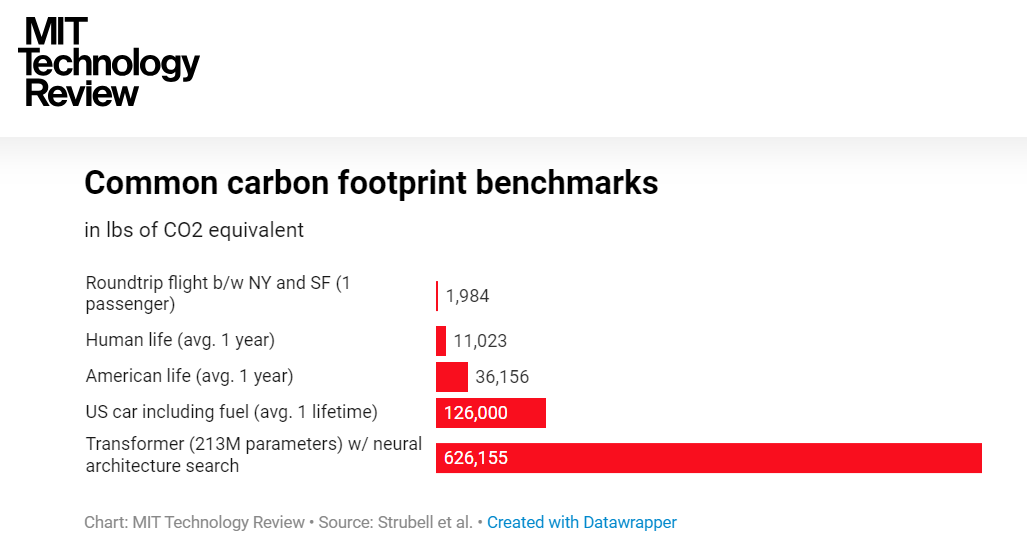 MIT
Technology
Review
Common carbon footprint benchmarks
in lbs of CO2 equivalent
Roundtrip flight b/w NY and SF (1
passenger)
1,984
Human life (avg. 1 year)
11,023
American life (avg. 1 year)
36,156
US car including fuel (avg. 1 lifetime)
126,000
Transformer (213M parameters) w/ neural
architecture search
626,155
Chart: MIT Technology Review • Source: Strubell et al. • Created with Datawrapper